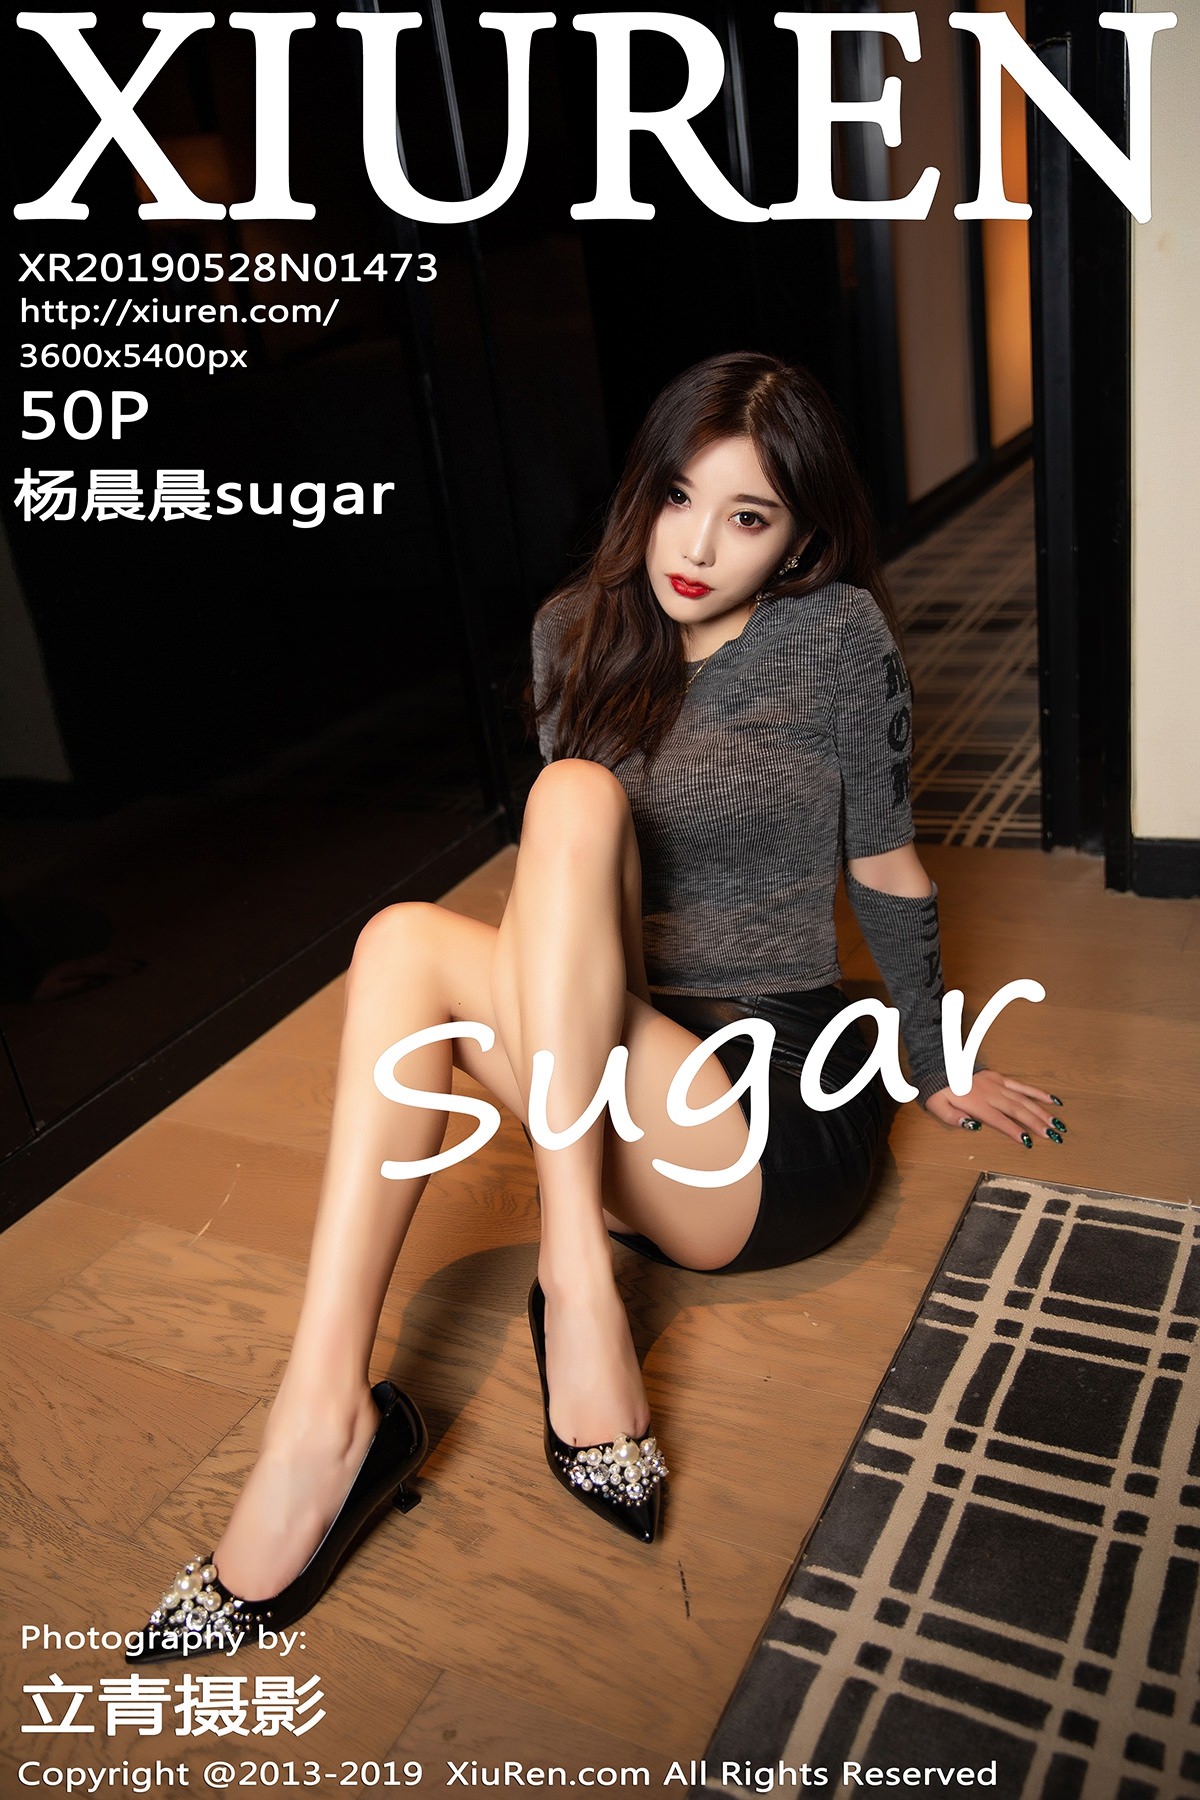 XIUREN
XR20190528N01473
http://xiuren.com/
3600x5400px
50P
杨晨晨sugar
sugar
Photography by:
立青摄影
Copyright @2013-2019 XiuRen.com All Rights Reserved